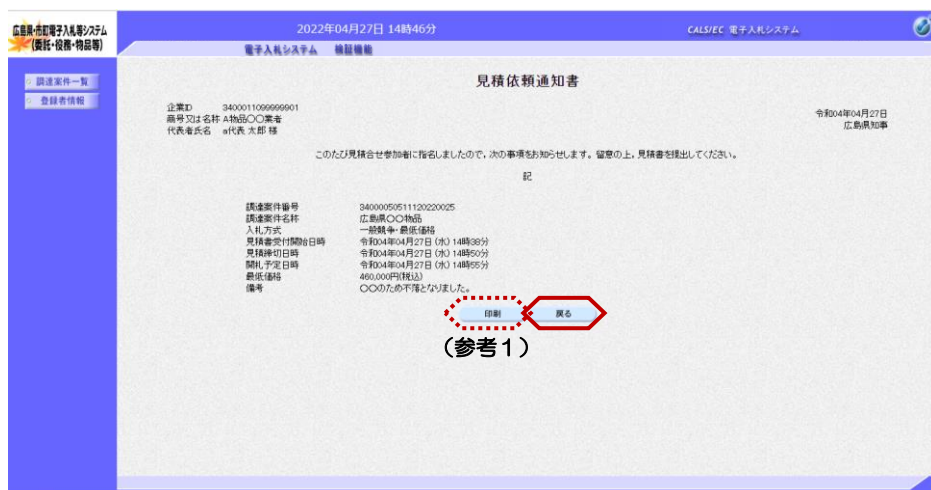 広島県・市町電子入札等システム
(委託・役務・物品等)
2022年04月27日 14時46分
CALS/EC 電子入札システム
電子入札システム 検証機能
調達案件一覧
登録者情報
見積依頼通知書
企業ID 3400011099999901
商号又は名称 A物品〇〇業者
代表者氏名 a代表 太郎 様
令和04年04月27日
広島県知事
このたび見積合せ参加者に指名しましたので，次の事項をお知らせします。留意の上，見積書を提出してください。
記
調達案件番号 34000050511120220025
調達案件名称 広島県〇〇物品
入札方式 一般競争・最低価格
見積書受付開始日時 令和04年04月27日 (水) 14時38分
見積締切日時 令和04年04月27日 (水) 14時50分
開札予定日時 令和04年04月27日 (水) 14時55分
最低価格 460,000円(税込)
備考 〇〇のため不落となりました。
印刷 戻る
（参考１）